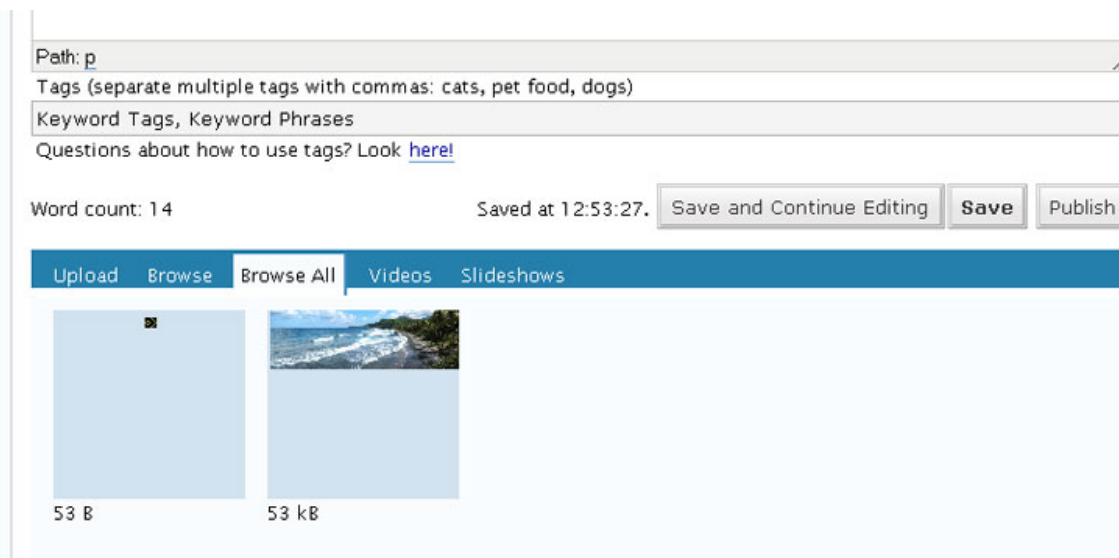 Path: p
Tags (separate multiple tags with commas: cats, pet food, dogs)
Keyword Tags, Keyword Phrases
Questions about how to use tags? Look here!
Word count: 14 Saved at 12:53:27. Save and Continue Editing Save Publish
Upload Browse Browse All Videos Slideshows
53 B 53 kB